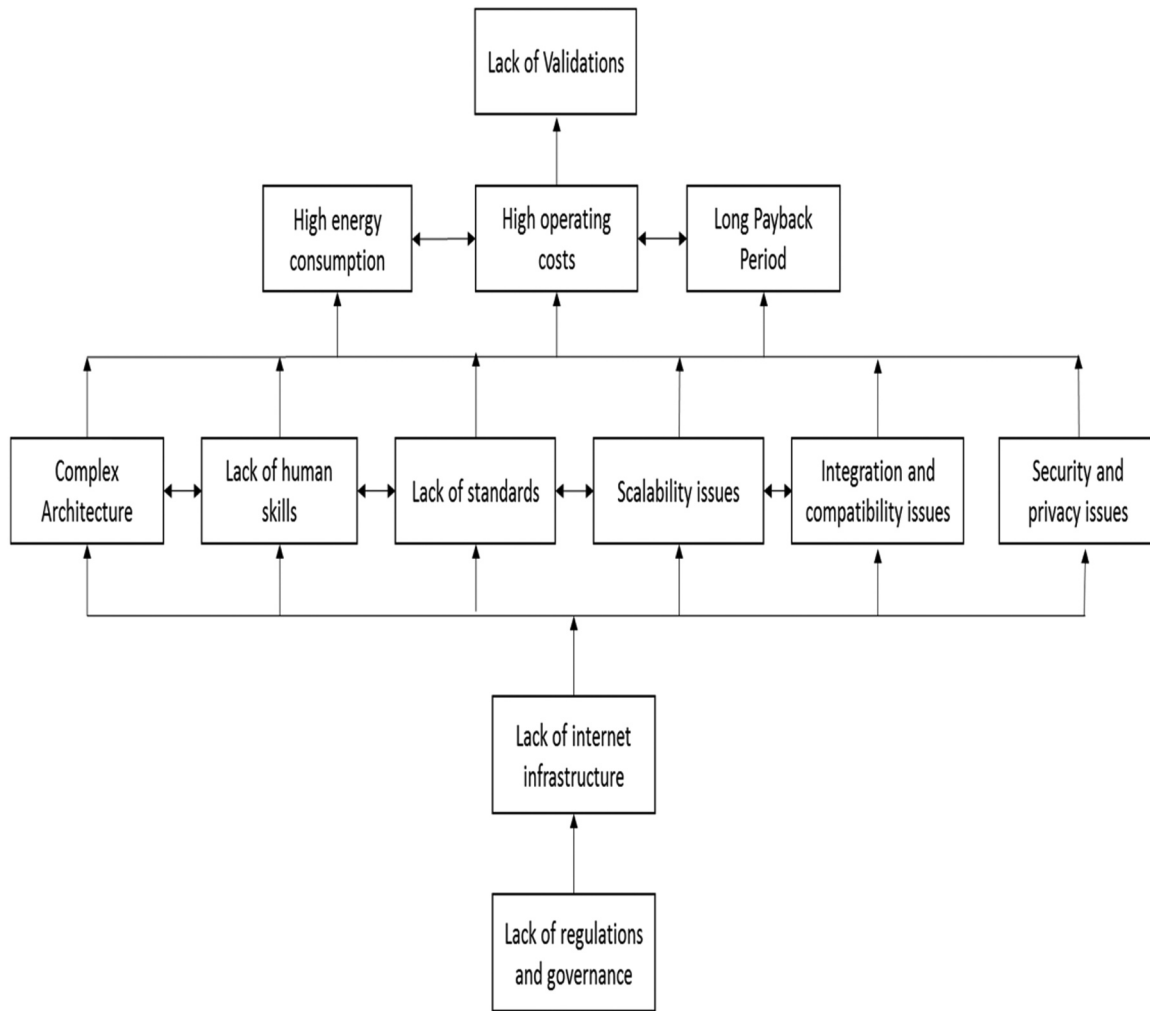 Lack of Validations
High energy
consumption
High operating
costs
Long Payback
Period
Complex
Architecture
Lack of human
skills
Lack of standards
Scalability issues
Integration and
compatibility issues
Security and
privacy issues
Lack of internet
infrastructure
Lack of regulations
and governance